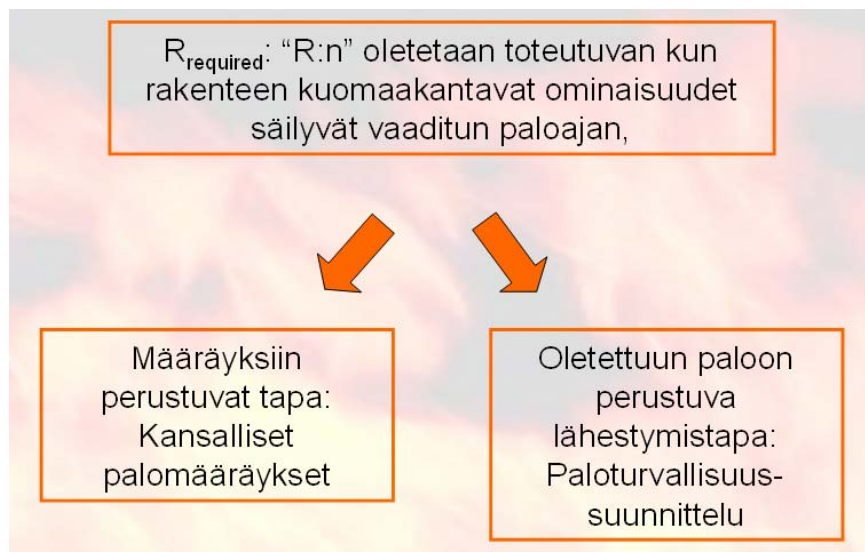 R_required: “R:n” oletetaan toteutuvan kun
rakenteen kuomaakantavat ominaisuudet
säilyvät vaaditun paloajan,
Määräyksiin
perustuvat tapa:
Kansalliset
palomääräykset
Oletettuun paloon
perustuva
lähestymistapa:
Paloturvallisuus-
suunnittelu